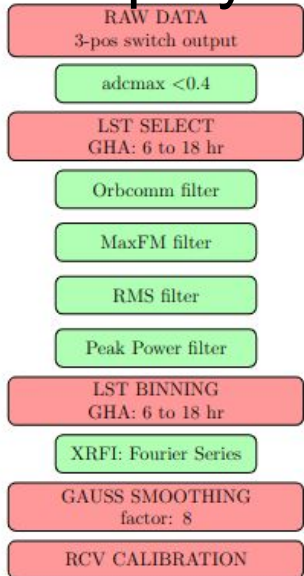 RAW DATA
3-pos switch output
adcmax <0.4
LST SELECT
GHA: 6 to 18 hr
Orbcomm filter
MaxFM filter
RMS filter
Peak Power filter
LST BINNING
GHA: 6 to 18 hr
XRFI: Fourier Series
GAUSS SMOOTHING
factor: 8
RCV CALIBRATION